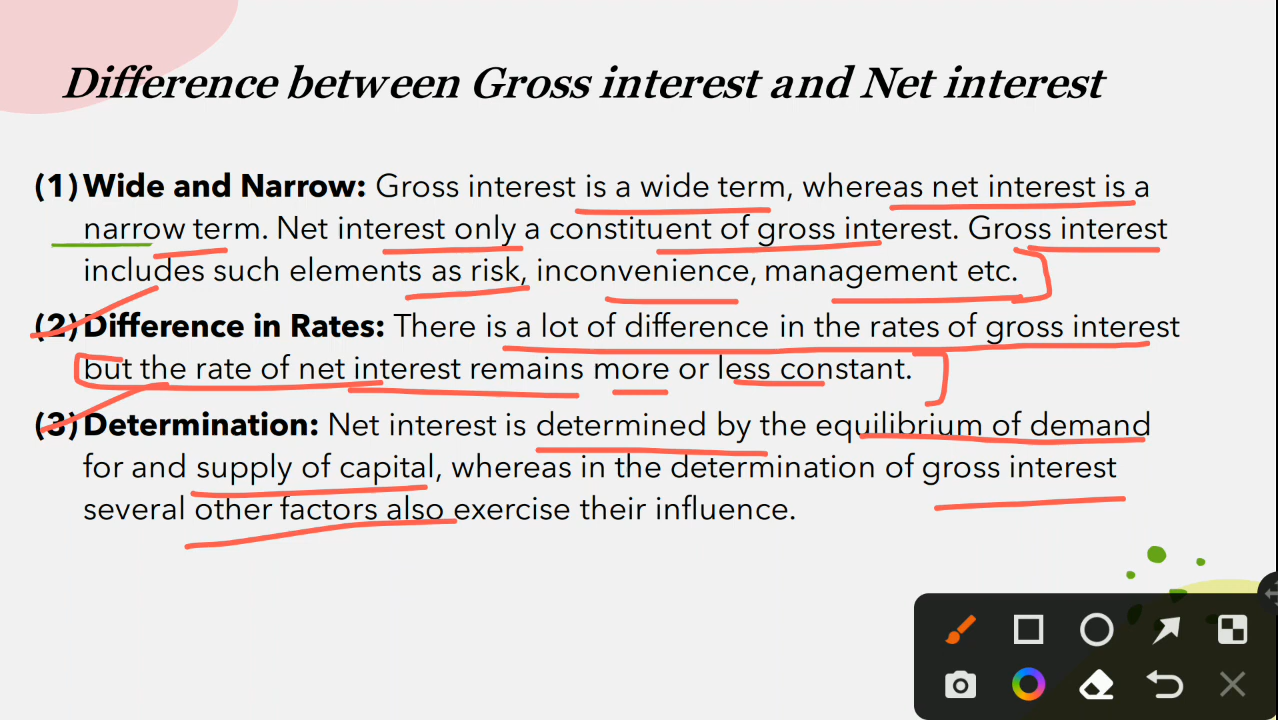 Difference between Gross interest and Net interest
(1) Wide and Narrow: Gross interest is a wide term, whereas net interest is a
narrow term. Net interest only a constituent of gross interest. Gross interest
includes such elements as risk, inconvenience, management etc.
(2) Difference in Rates: There is a lot of difference in the rates of gross interest
but the rate of net interest remains more or less constant.
(3) Determination: Net interest is determined by the equilibrium of demand
for and supply of capital, whereas in the determination of gross interest
several other factors also exercise their influence.